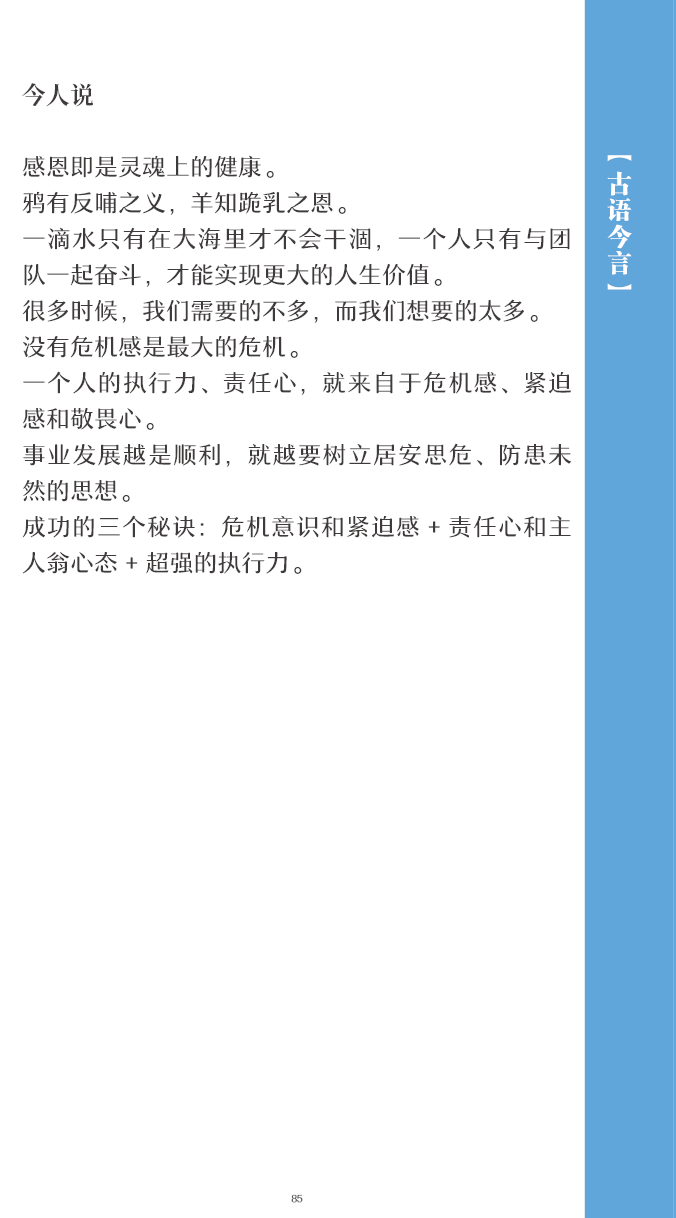 今人说
感恩即是灵魂上的健康。
鸦有反哺之义，羊知跪乳之恩。
一滴水只有在大海里才不会干涸，一个人只有与团
队一起奋斗，才能实现更大的人生价值。
很多时候，我们需要的不多，而我们想要的太多。
没有危机感是最大的危机。
一个人的执行力、责任心，就来自于危机感、紧迫
感和敬畏心。
事业发展越是顺利，就越要树立居安思危、防患未
然的思想。
成功的三个秘诀：危机意识和紧迫感 + 责任心和主
人翁心态 + 超强的执行力。
【古语今言】
85